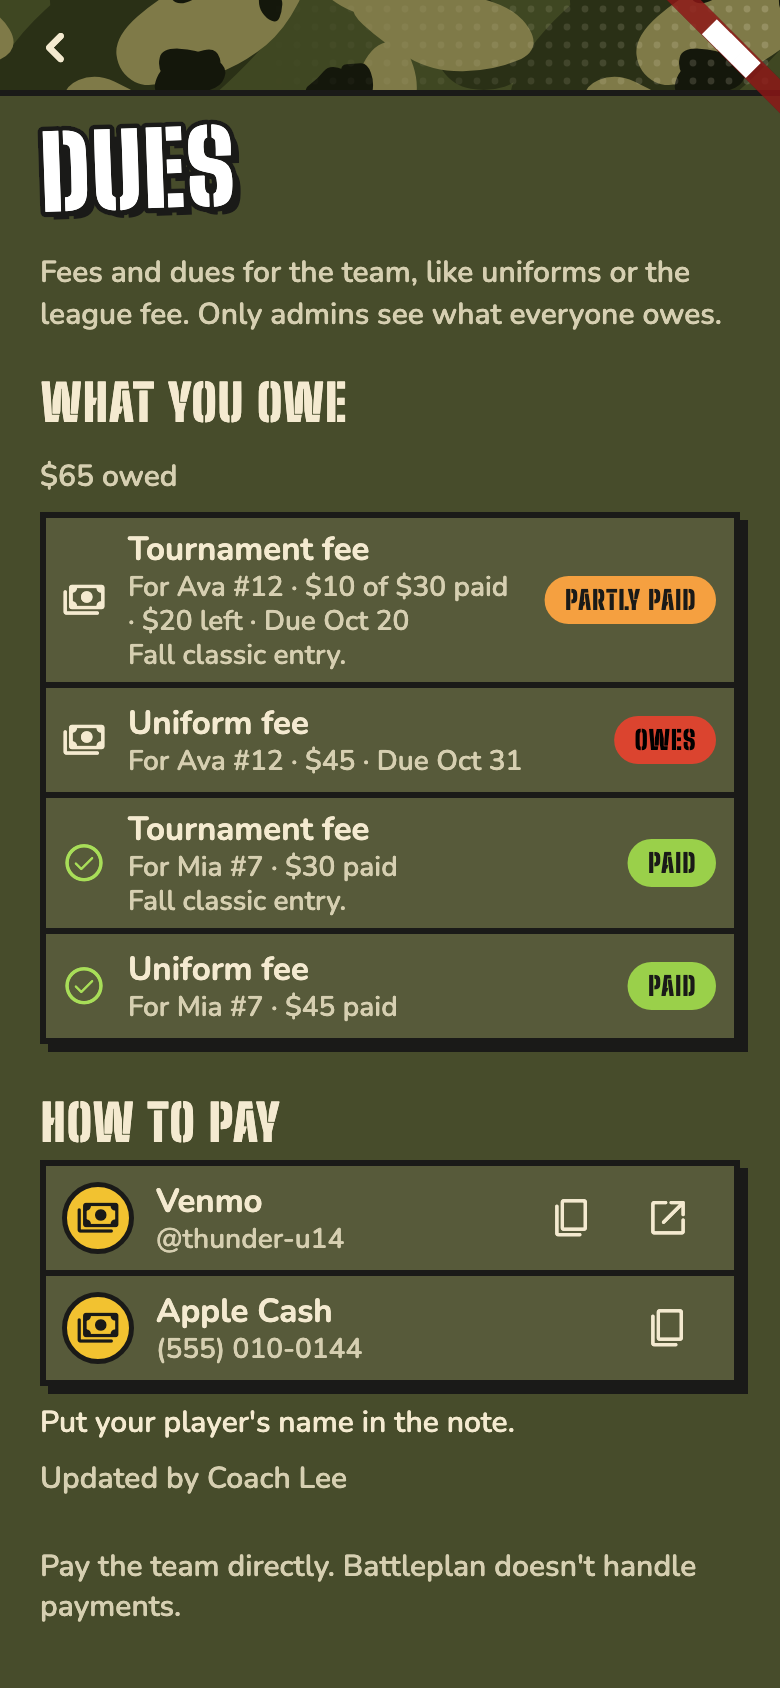 DUES
Fees and dues for the team, like uniforms or the
league fee. Only admins see what everyone owes.
WHAT YOU OWE
$65 owed
Tournament fee
For Ava #12 · $10 of $30 paid
· $20 left · Due Oct 20
Fall classic entry.
PARTLY PAID
Uniform fee
For Ava #12 · $45 · Due Oct 31
OWES
Tournament fee
For Mia #7 · $30 paid
Fall classic entry.
PAID
Uniform fee
For Mia #7 · $45 paid
PAID
HOW TO PAY
Venmo
@thunder-u14
Apple Cash
(555) 010-0144
Put your player's name in the note.
Updated by Coach Lee
Pay the team directly. Battleplan doesn't handle
payments.